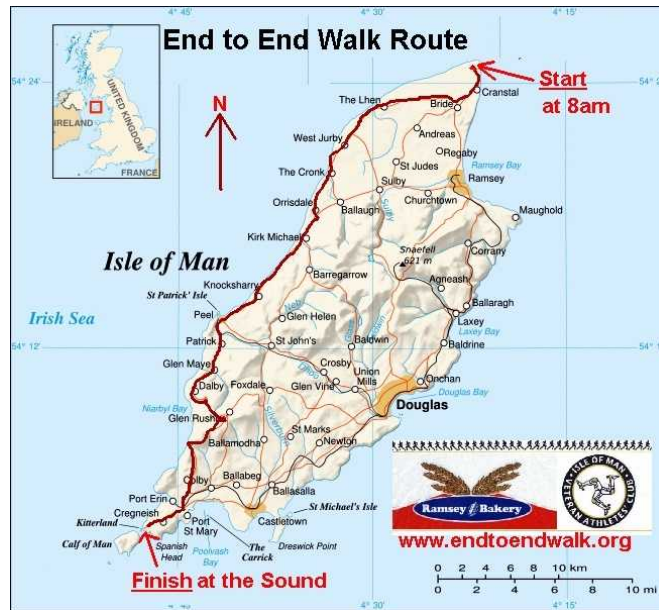 End to End Walk Route
4° 45'
4° 30'
4° 15'
54° 24'
54° 12'
UNITED KINGDOM
IRELAND
FRANCE
N
Start
at 8am
Cranstal
Bride
The Lhen
Andreas
West Jurby
Regaby
Ramsey Bay
St Judes
The Cronk
Sulby
Ramsey
Churchtown
Sulby
Orrisdale
Ballaugh
Maughold
Kirk Michael
Snaefell
621 m
Corrany
Isle of Man
Barregarrow
Agneash
Knocksharry
St Patrick' Isle
Ballaragh
Neb
Peel
Glen Helen
Laxey
Laxey Bay
Irish Sea
Patrick
St John's
Baldwin
Baldrine
Glen Maye
Crosby
Union
Mills
Dalby
Foxdale
Glen Vine
Onchan
Douglas Bay
Niarbyl Bay
Douglas
Glen Rushen
St Marks
Ballamodha
Newton
Colby
Ballabeg
Ballasalla
Port Erin
St Michael's Isle
Cregneish
Castletown
Kitterland
Port
St Mary
Calf of Man
The
Carrick
Dreswick Point
Spanish
Head
Poolvash
Bay
Finish at the Sound
Ramsey Bakery
ISLE OF MAN
VETERAN ATHLETES' CLUB
www.endtoendwalk.org
0 2 4 6 8 10 km
0 2 4 6 8 10 mi